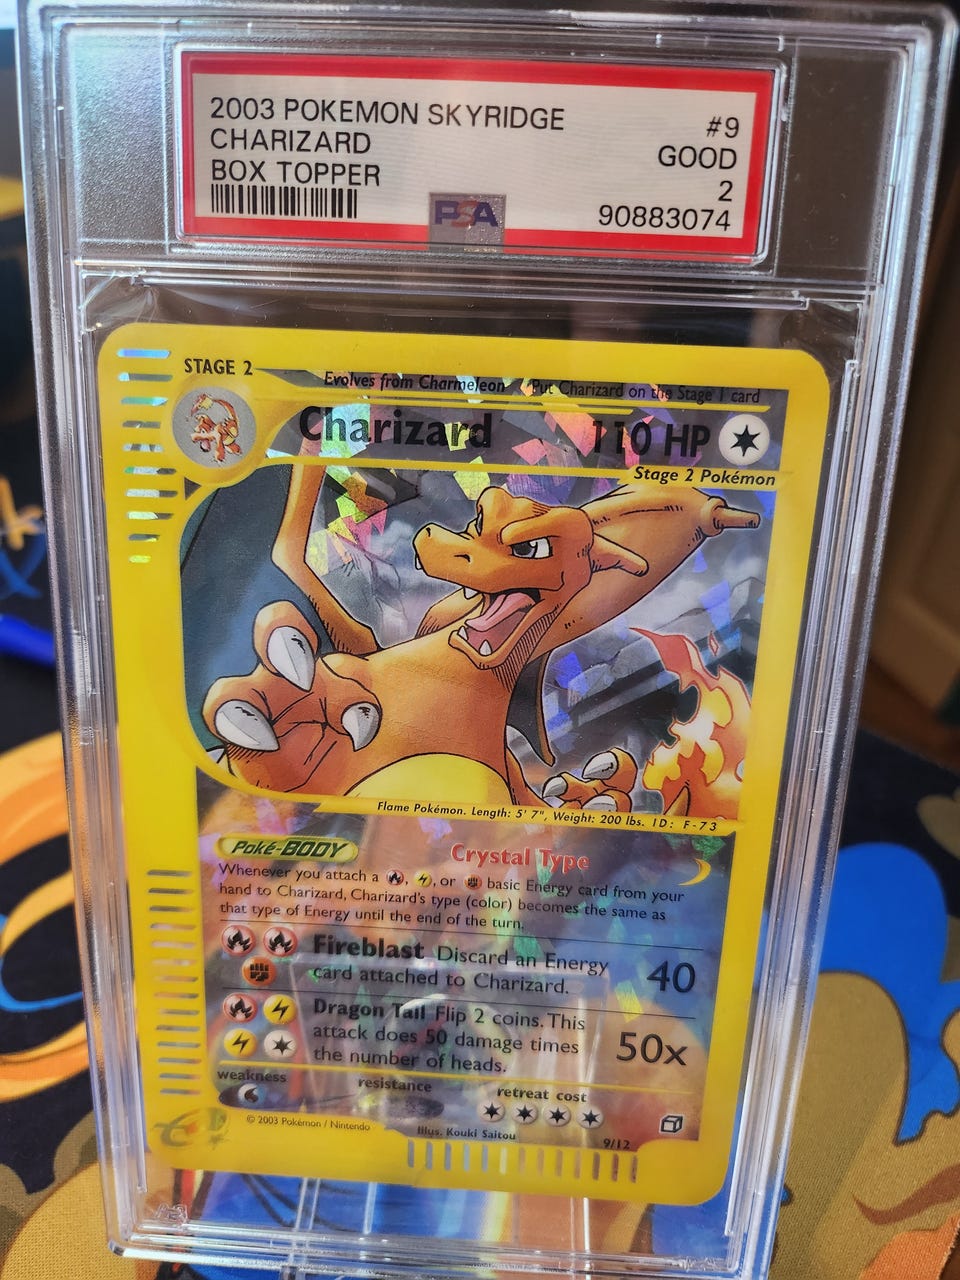 2003 POKEMON SKYRIDGE #9
CHARIZARD GOOD
BOX TOPPER 2
90883074
PSA
STAGE 2
Evolves from Charmeleon Put Charizard on the Stage 1 card
Charizard 110 HP
Stage 2 Pokémon
Flame Pokémon. Length: 5' 7", Weight: 200 lbs. ID: F-73
Poké-BODY Crystal Type
Whenever you attach a , , or basic Energy card from your
hand to Charizard, Charizard's type (color) becomes the same as
that type of Energy until the end of the turn.
Fireblast Discard an Energy
card attached to Charizard. 40
Dragon Tail Flip 2 coins. This
attack does 50 damage times
the number of heads. 50x
weakness resistance retreat cost
© 2003 Pokémon / Nintendo Illus. Kouki Saitou 9/12